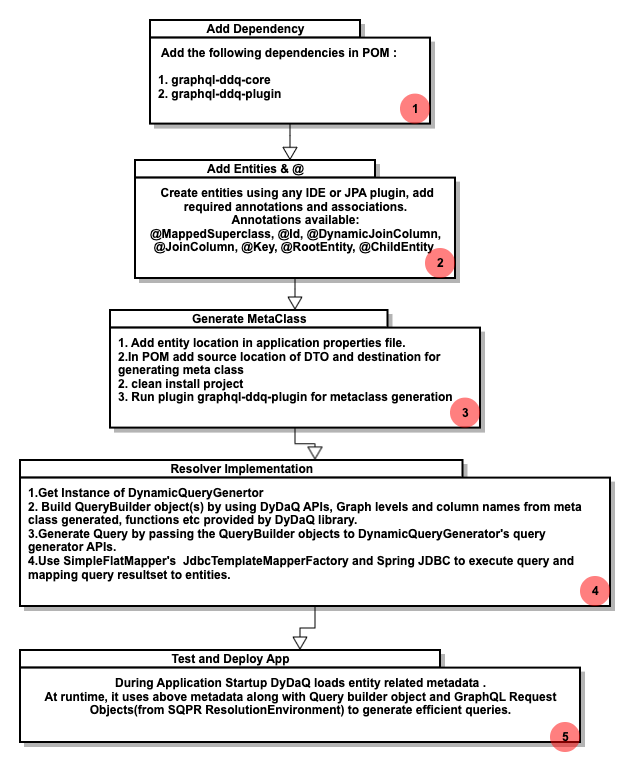 Add Dependency
Add the following dependencies in POM :
1. graphql-ddq-core
2. graphql-ddq-plugin
1
Add Entities & @
Create entities using any IDE or JPA plugin, add
required annotations and associations.
Annotations available:
@MappedSuperclass, @Id, @DynamicJoinColumn,
@JoinColumn, @Key, @RootEntity, @ChildEntity
2
Generate MetaClass
1. Add entity location in application properties file.
2.In POM add source location of DTO and destination for
generating meta class
2. clean install project
3. Run plugin graphql-ddq-plugin for metaclass generation
3
Resolver Implementation
1.Get Instance of DynamicQueryGenertor
2. Build QueryBuilder object(s) by using DyDaQ APIs, Graph levels and column names from meta
class generated, functions etc provided by DyDaQ library.
3.Generate Query by passing the QueryBuilder objects to DynamicQueryGenerator's query
generator APIs.
4.Use SimpleFlatMapper's JdbcTemplateMapperFactory and Spring JDBC to execute query and
mapping query resultset to entities.
4
Test and Deploy App
During Application Startup DyDaQ loads entity related metadata .
At runtime, it uses above metadata along with Query builder object and GraphQL Request
Objects(from SQPR ResolutionEnvironment) to generate efficient queries.
5